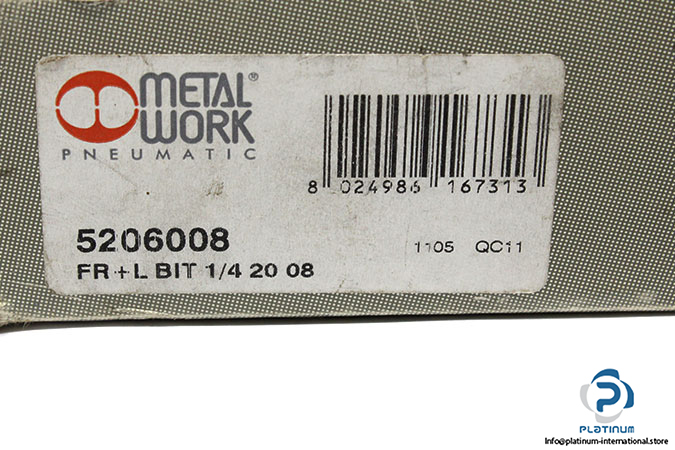 METAL®
WORK
PNEUMATIC
8 024986 167313
5206008
1105 QC11
FR+L BIT 1/4 20 08
PLATINUM
Info@platinum-international.store